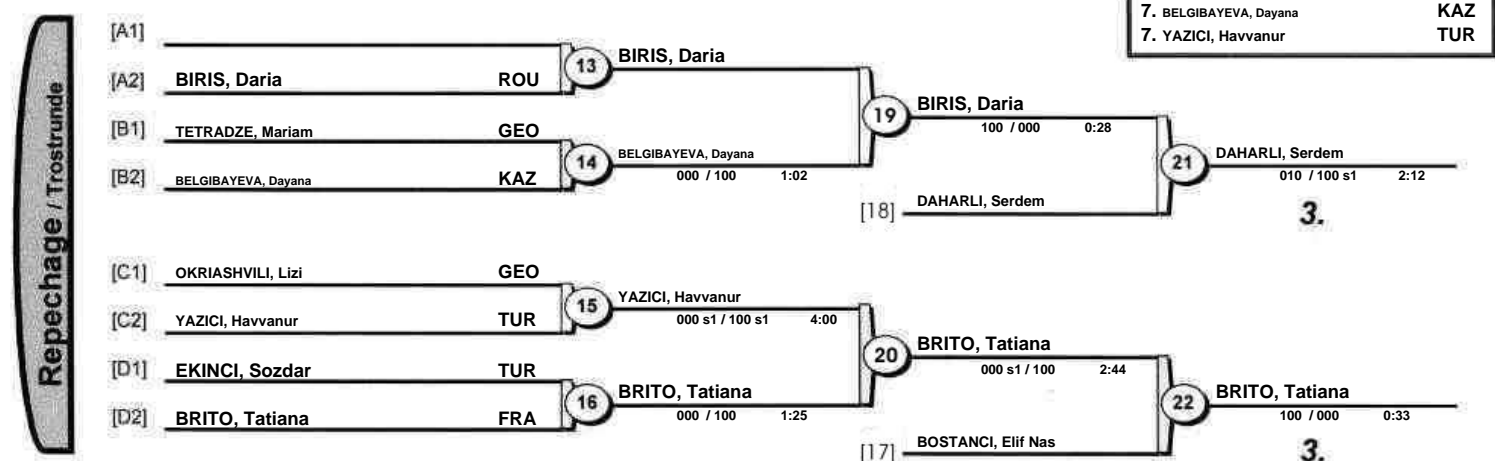 7. BELGIBAYEVA, Dayana KAZ
7. YAZICI, Havvanur TUR
Repechage / Trostrunde
[A1]
13 BIRIS, Daria
[A2] BIRIS, Daria ROU
19 BIRIS, Daria
100 / 000 0:28
[B1] TETRADZE, Mariam GEO
14 BELGIBAYEVA, Dayana
000 / 100 1:02
21 DAHARLI, Serdem
010 / 100 s1 2:12
[B2] BELGIBAYEVA, Dayana KAZ
[18] DAHARLI, Serdem
3.
[C1] OKRIASHVILI, Lizi GEO
15 YAZICI, Havvanur
000 s1 / 100 s1 4:00
[C2] YAZICI, Havvanur TUR
20 BRITO, Tatiana
000 s1 / 100 2:44
[D1] EKINCI, Sozdar TUR
16 BRITO, Tatiana
000 / 100 1:25
22 BRITO, Tatiana
100 / 000 0:33
[D2] BRITO, Tatiana FRA
[17] BOSTANCI, Elif Nas
3.